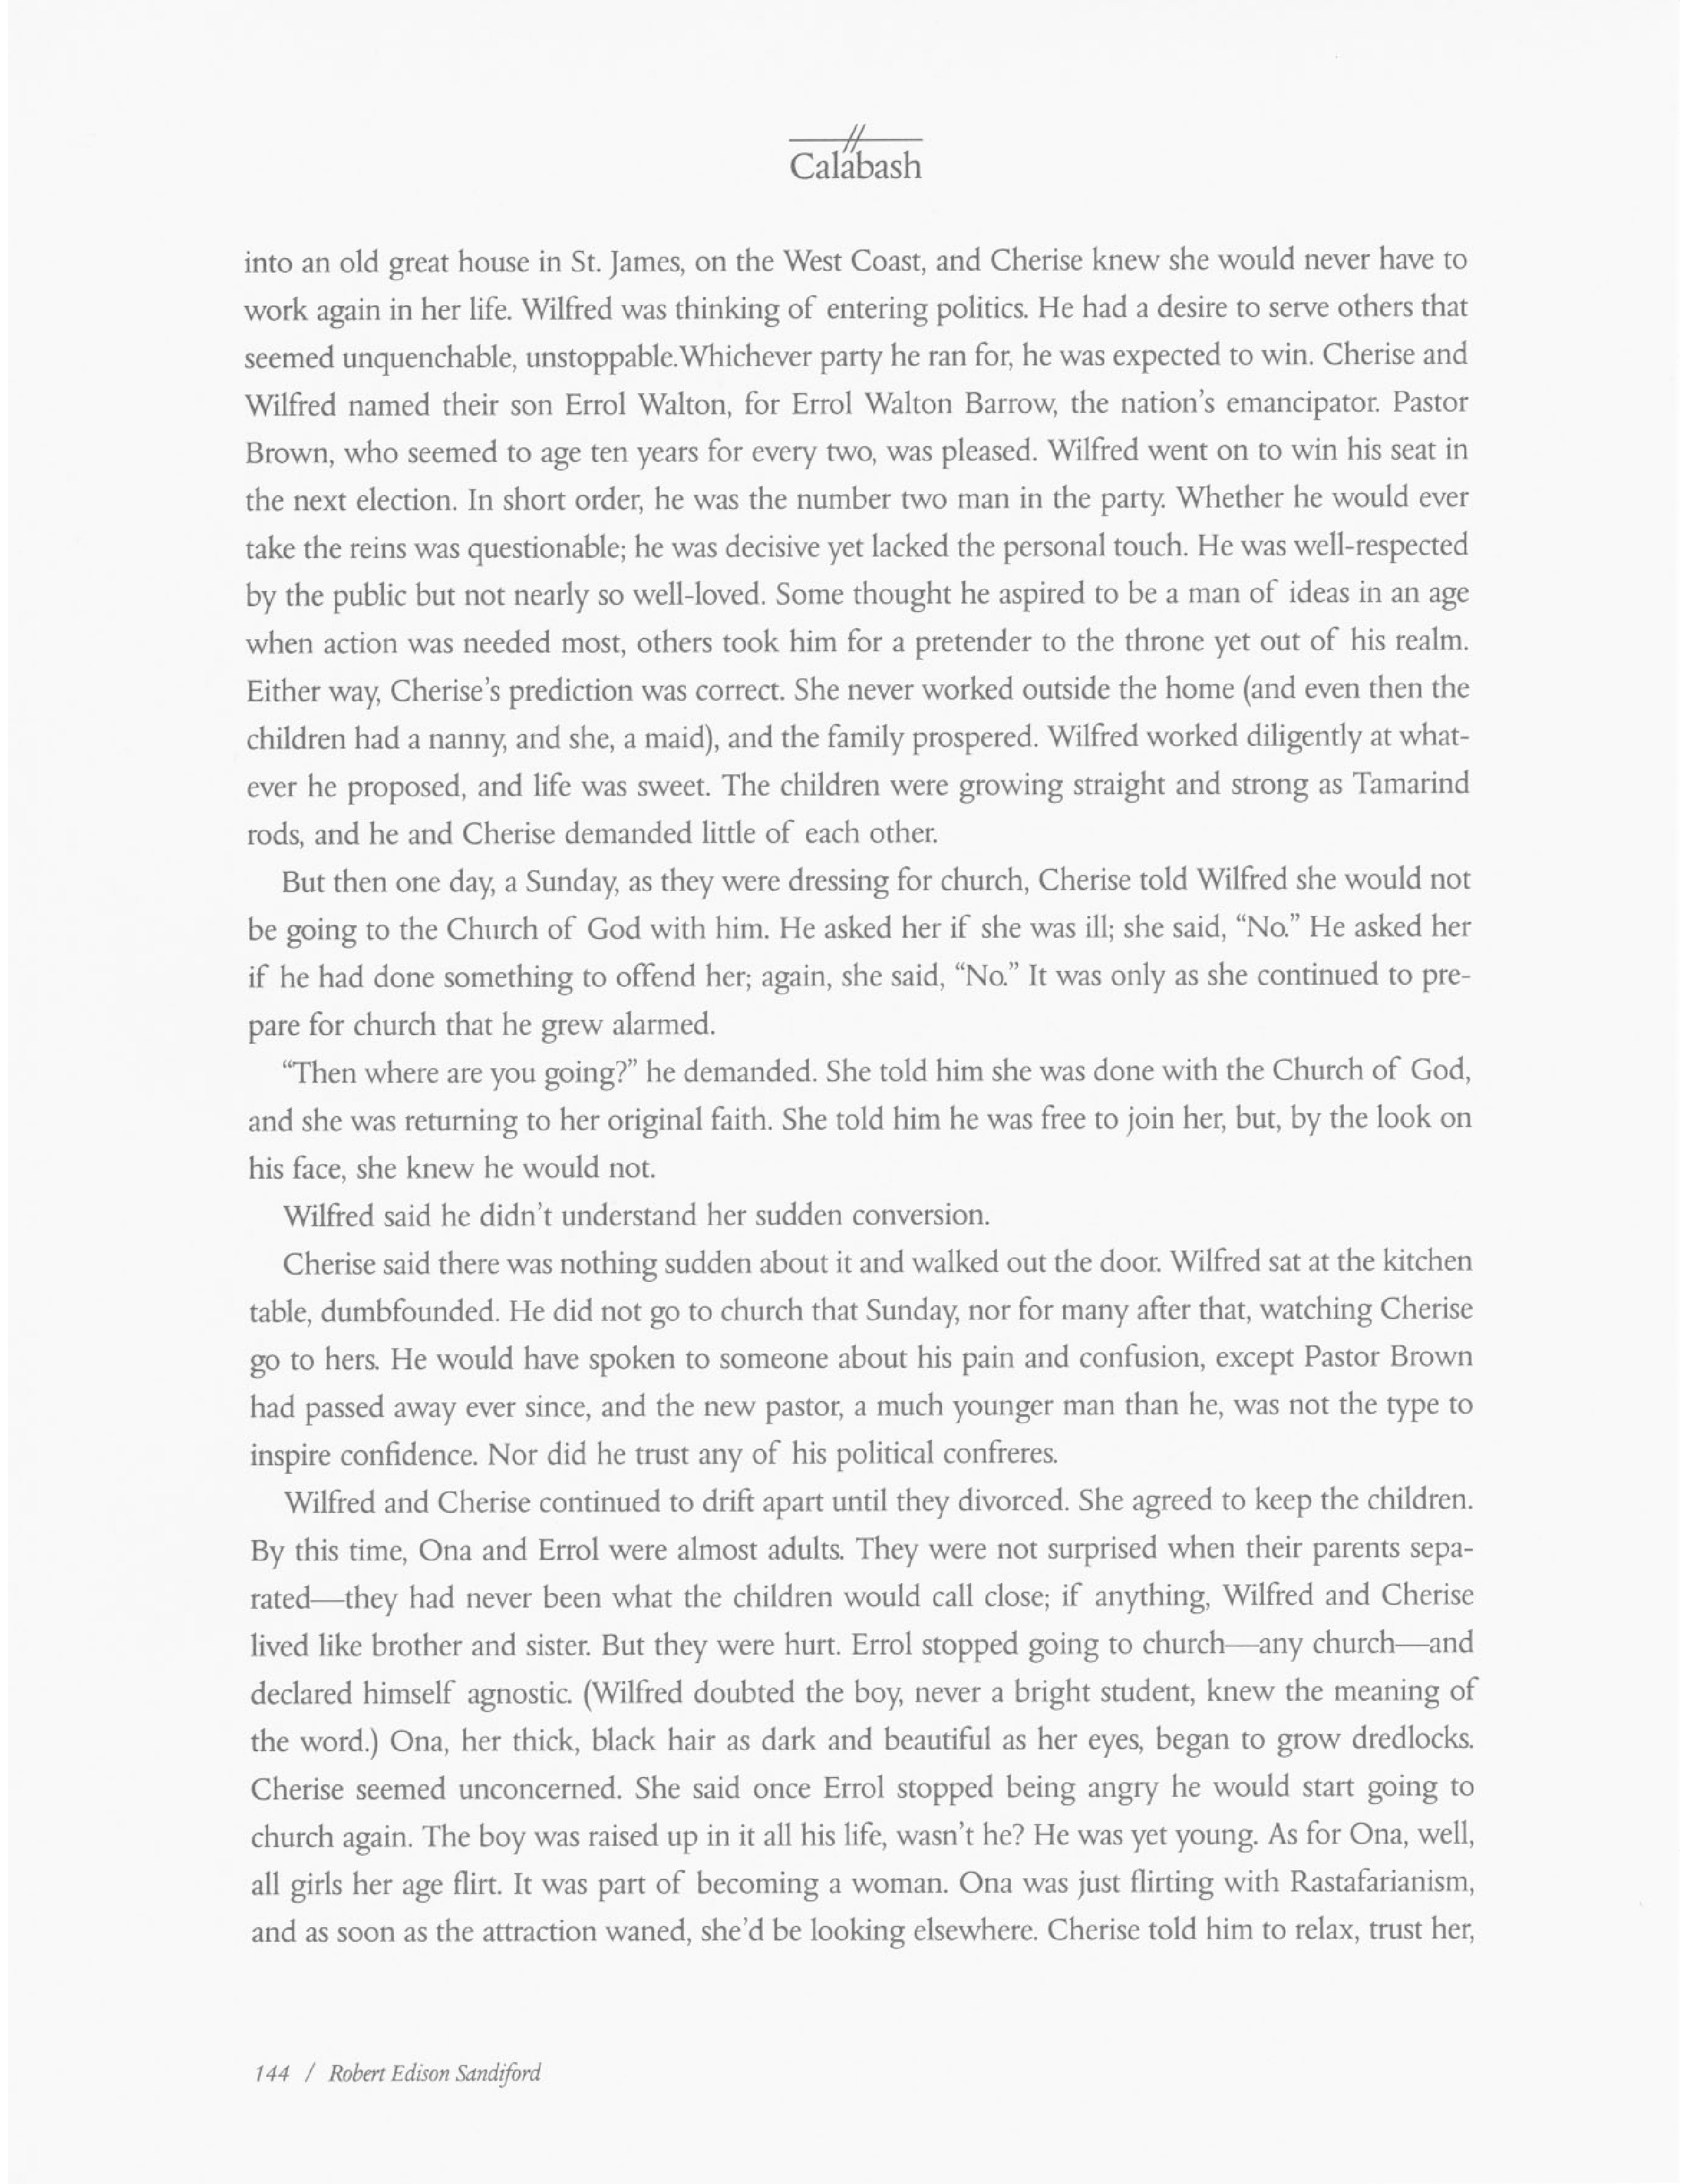 Calabash
into an old great house in St. James, on the West Coast, and Cherise knew she would never have to
work again in her life. Wilfred was thinking of entering politics. He had a desire to serve others that
seemed unquenchable, unstoppable.Whichever party he ran for, he was expected to win. Cherise and
Wilfred named their son Errol Walton, for Errol Walton Barrow, the nation's emancipator. Pastor
Brown, who seemed to age ten years for every two, was pleased. Wilfred went on to win his seat in
the next election. In short order, he was the number two man in the party. Whether he would ever
take the reins was questionable; he was decisive yet lacked the personal touch. He was well-respected
by the public but not nearly so well-loved. Some thought he aspired to be a man of ideas in an age
when action was needed most, others took him for a pretender to the throne yet out of his realm.
Either way, Cherise's prediction was correct. She never worked outside the home (and even then the
children had a nanny, and she, a maid), and the family prospered. Wilfred worked diligently at what-
ever he proposed, and life was sweet. The children were growing straight and strong as Tamarind
rods, and he and Cherise demanded little of each other.
But then one day, a Sunday, as they were dressing for church, Cherise told Wilfred she would not
be going to the Church of God with him. He asked her if she was ill; she said, “No.” He asked her
if he had done something to offend her; again, she said, “No.” It was only as she continued to pre-
pare for church that he grew alarmed.
“Then where are you going?” he demanded. She told him she was done with the Church of God,
and she was returning to her original faith. She told him he was free to join her, but, by the look on
his face, she knew he would not.
Wilfred said he didn't understand her sudden conversion.
Cherise said there was nothing sudden about it and walked out the door. Wilfred sat at the kitchen
table, dumbfounded. He did not go to church that Sunday, nor for many after that, watching Cherise
go to hers. He would have spoken to someone about his pain and confusion, except Pastor Brown
had passed away ever since, and the new pastor, a much younger man than he, was not the type to
inspire confidence. Nor did he trust any of his political confreres.
Wilfred and Cherise continued to drift apart until they divorced. She agreed to keep the children.
By this time, Ona and Errol were almost adults. They were not surprised when their parents sepa-
rated—they had never been what the children would call close; if anything, Wilfred and Cherise
lived like brother and sister. But they were hurt. Errol stopped going to church—any church—and
declared himself agnostic. (Wilfred doubted the boy, never a bright student, knew the meaning of
the word.) Ona, her thick, black hair as dark and beautiful as her eyes, began to grow dredlocks.
Cherise seemed unconcerned. She said once Errol stopped being angry he would start going to
church again. The boy was raised up in it all his life, wasn't he? He was yet young. As for Ona, well,
all girls her age flirt. It was part of becoming a woman. Ona was just flirting with Rastafarianism,
and as soon as the attraction waned, she'd be looking elsewhere. Cherise told him to relax, trust her,
144 / Robert Edison Sandiford